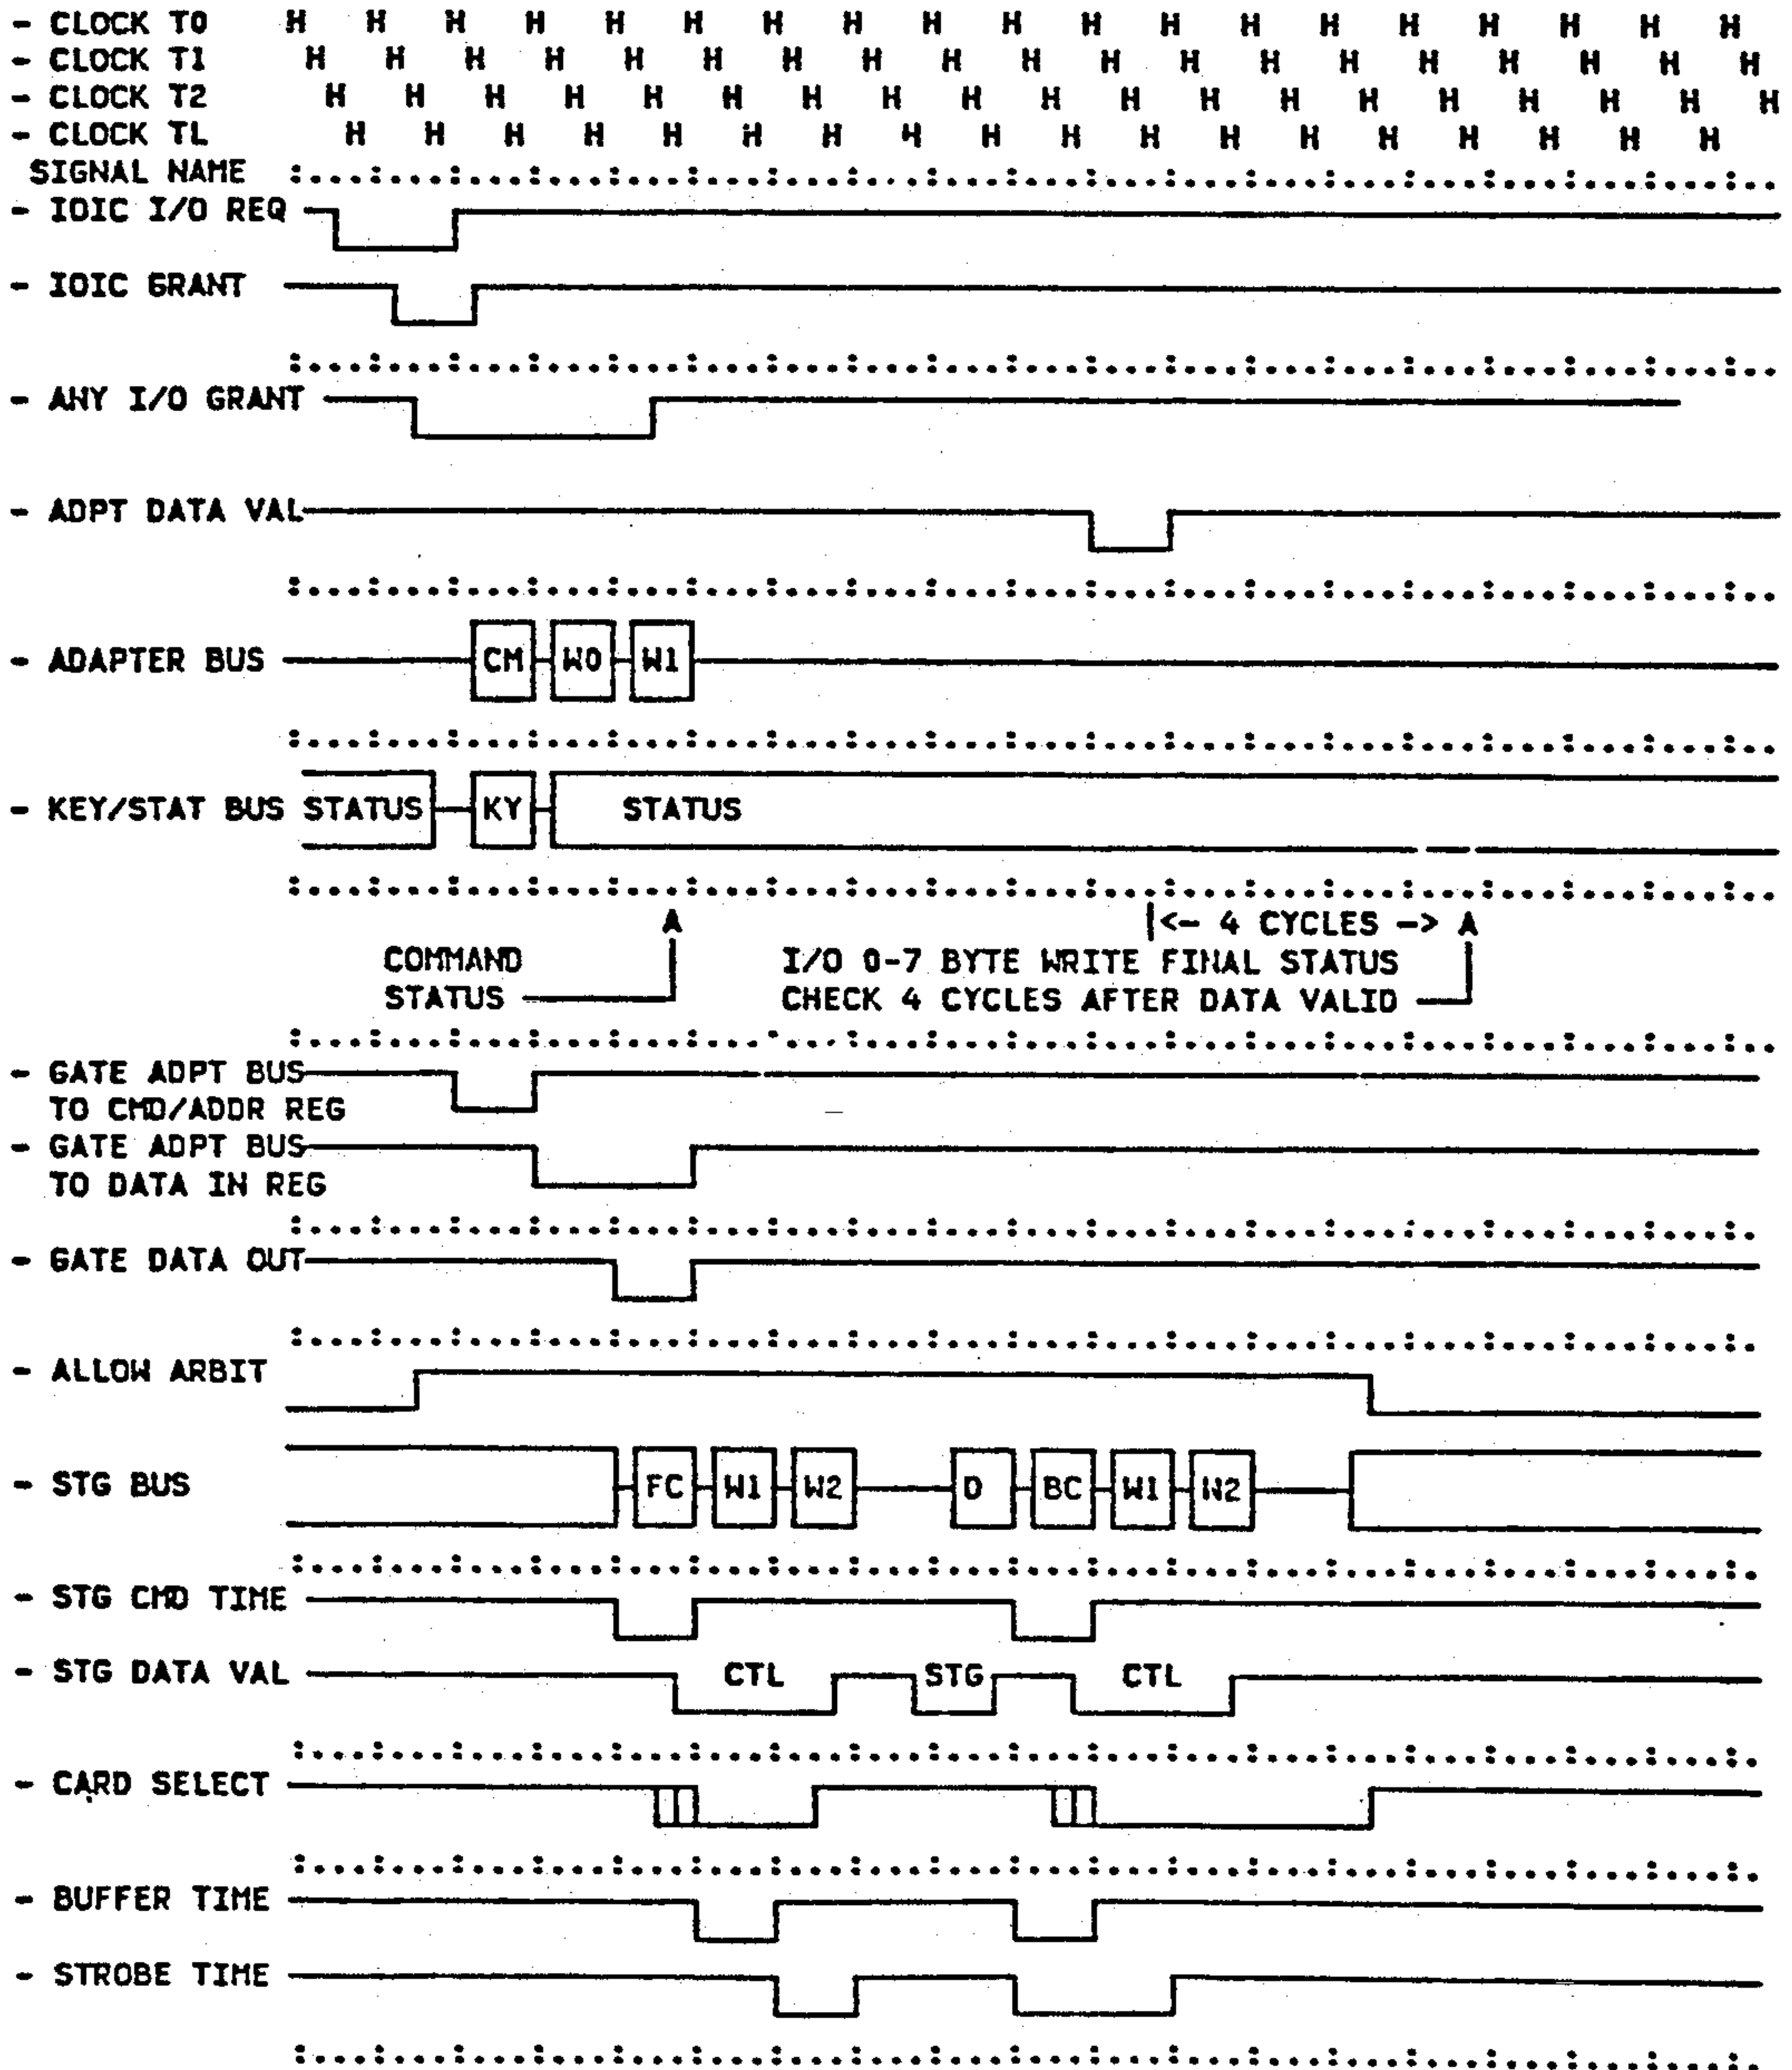 - CLOCK T0 H H H H H H H H H H H H H H H H H H H
- CLOCK T1 H H H H H H H H H H H H H H H H H H H
- CLOCK T2 H H H H H H H H H H H H H H H H H H H
- CLOCK TL H H H H H H H H H H H H H H H H H H
SIGNAL NAME
- IOIC I/O REQ
- IOIC GRANT
- ANY I/O GRANT
- ADPT DATA VAL
- ADAPTER BUS CM W0 W1
- KEY/STAT BUS STATUS KY STATUS
|<- 4 CYCLES -> A
A
COMMAND I/O 0-7 BYTE WRITE FINAL STATUS
STATUS CHECK 4 CYCLES AFTER DATA VALID
- GATE ADPT BUS
TO CMD/ADDR REG
- GATE ADPT BUS
TO DATA IN REG
- GATE DATA OUT
- ALLOW ARBIT
- STG BUS FC W1 W2 D BC W1 W2
- STG CMD TIME
- STG DATA VAL CTL STG CTL
- CARD SELECT
- BUFFER TIME
- STROBE TIME